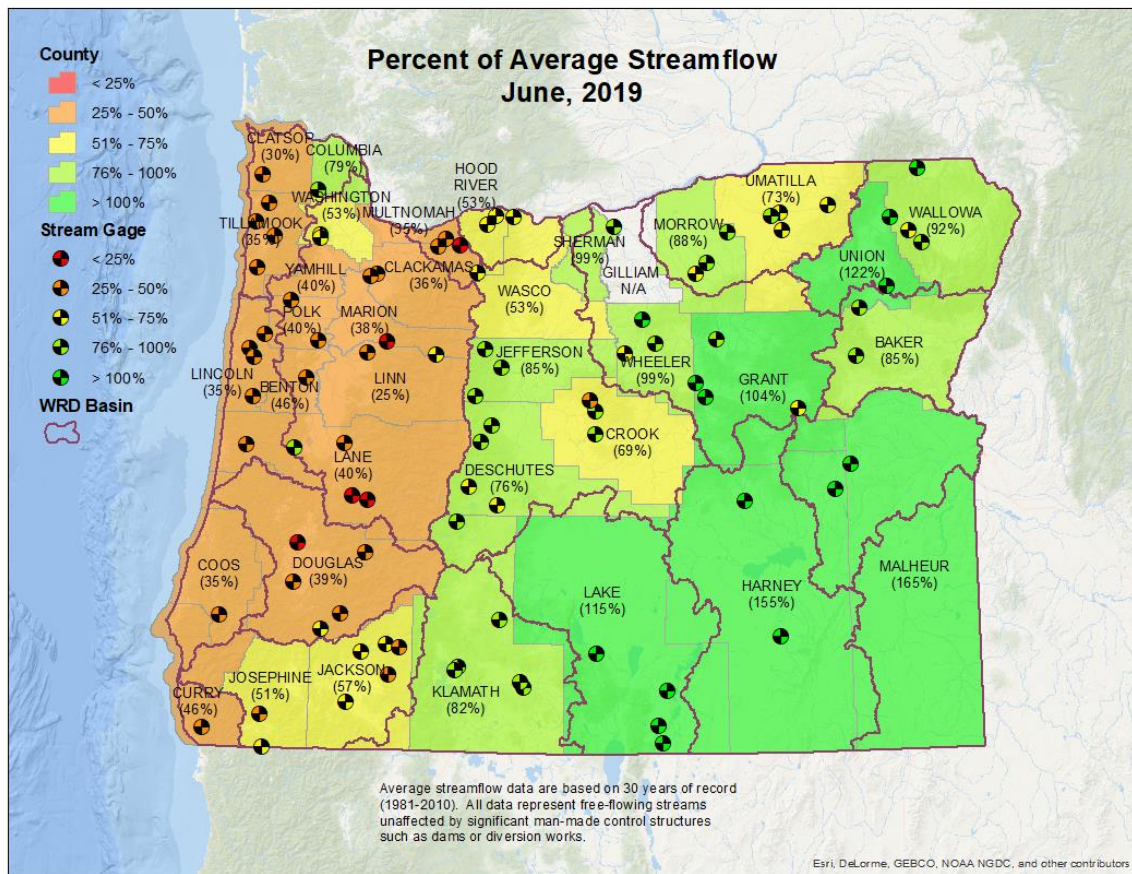 Percent of Average Streamflow
June, 2019
County
< 25%
25% - 50%
51% - 75%
76% - 100%
> 100%
Stream Gage
< 25%
25% - 50%
51% - 75%
76% - 100%
> 100%
WRD Basin
CLATSOP
(30%)
COLUMBIA
(79%)
HOOD
RIVER
(53%)
WASHINGTON
(53%)
MULTNOMAH
(35%)
TILLAMOOK
(35%)
UMATILLA
(73%)
MORROW
(88%)
WALLOWA
(92%)
SHERMAN
(99%)
GILLIAM
N/A
UNION
(122%)
YAMHILL
(40%)
CLACKAMAS
(36%)
WASCO
(53%)
POLK
(40%)
MARION
(38%)
JEFFERSON
(85%)
WHEELER
(99%)
BAKER
(85%)
LINCOLN
(35%)
BENTON
(46%)
LINN
(25%)
GRANT
(104%)
CROOK
(69%)
LANE
(40%)
DESCHUTES
(76%)
COOS
(35%)
DOUGLAS
(39%)
LAKE
(115%)
HARNEY
(155%)
MALHEUR
(165%)
CURRY
(46%)
JOSEPHINE
(51%)
JACKSON
(57%)
KLAMATH
(82%)
Average streamflow data are based on 30 years of record
(1981-2010). All data represent free-flowing streams
unaffected by significant man-made control structures
such as dams or diversion works.
Esri, DeLorme, GEBCO, NOAA NGDC, and other contributors